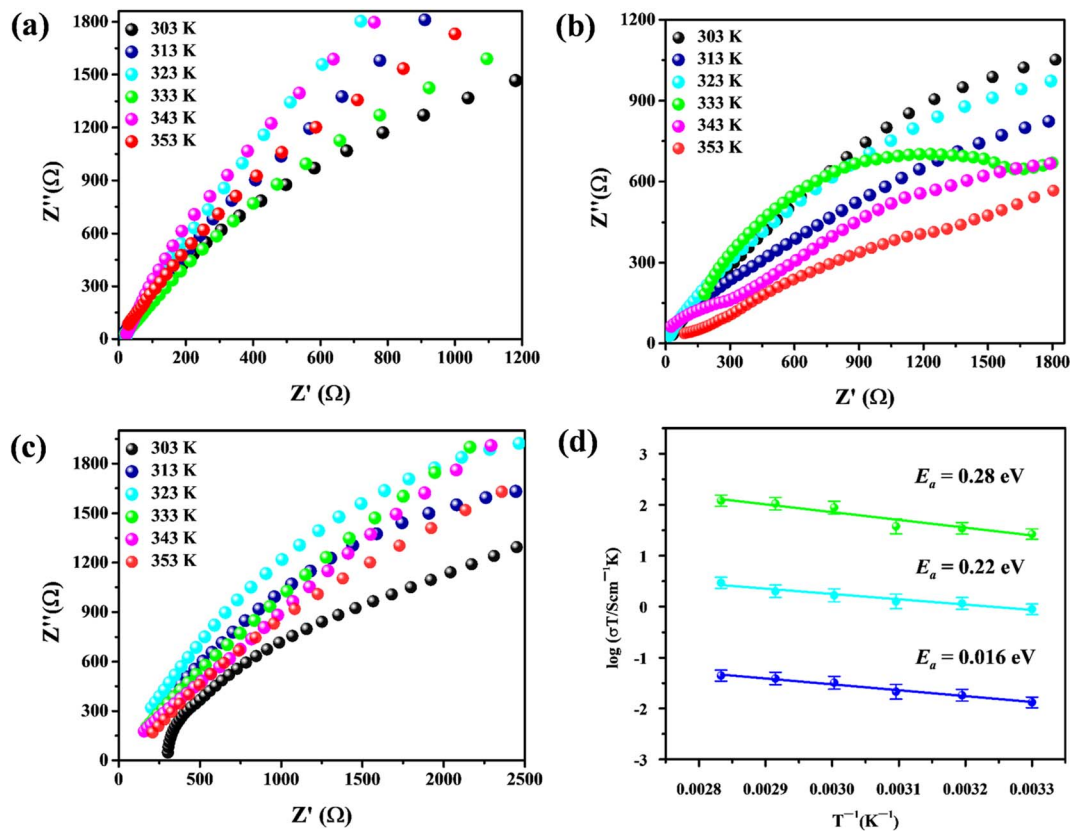 (a)
1800
1500
1200
900
600
300
0
Z''(Ω)
303 K
313 K
323 K
333 K
343 K
353 K
0 200 400 600 800 1000 1200
Z' (Ω)
(b)
1200
900
600
300
0
Z''(Ω)
303 K
313 K
323 K
333 K
343 K
353 K
0 300 600 900 1200 1500 1800
Z' (Ω)
(c)
1800
1500
1200
900
600
300
0
Z''(Ω)
303 K
313 K
323 K
333 K
343 K
353 K
0 500 1000 1500 2000 2500
Z' (Ω)
(d)
3
2
1
0
-1
-2
-3
log (σT/Scm⁻¹K)
Eₐ = 0.28 eV
Eₐ = 0.22 eV
Eₐ = 0.016 eV
0.0028 0.0029 0.0030 0.0031 0.0032 0.0033
T⁻¹(K⁻¹)